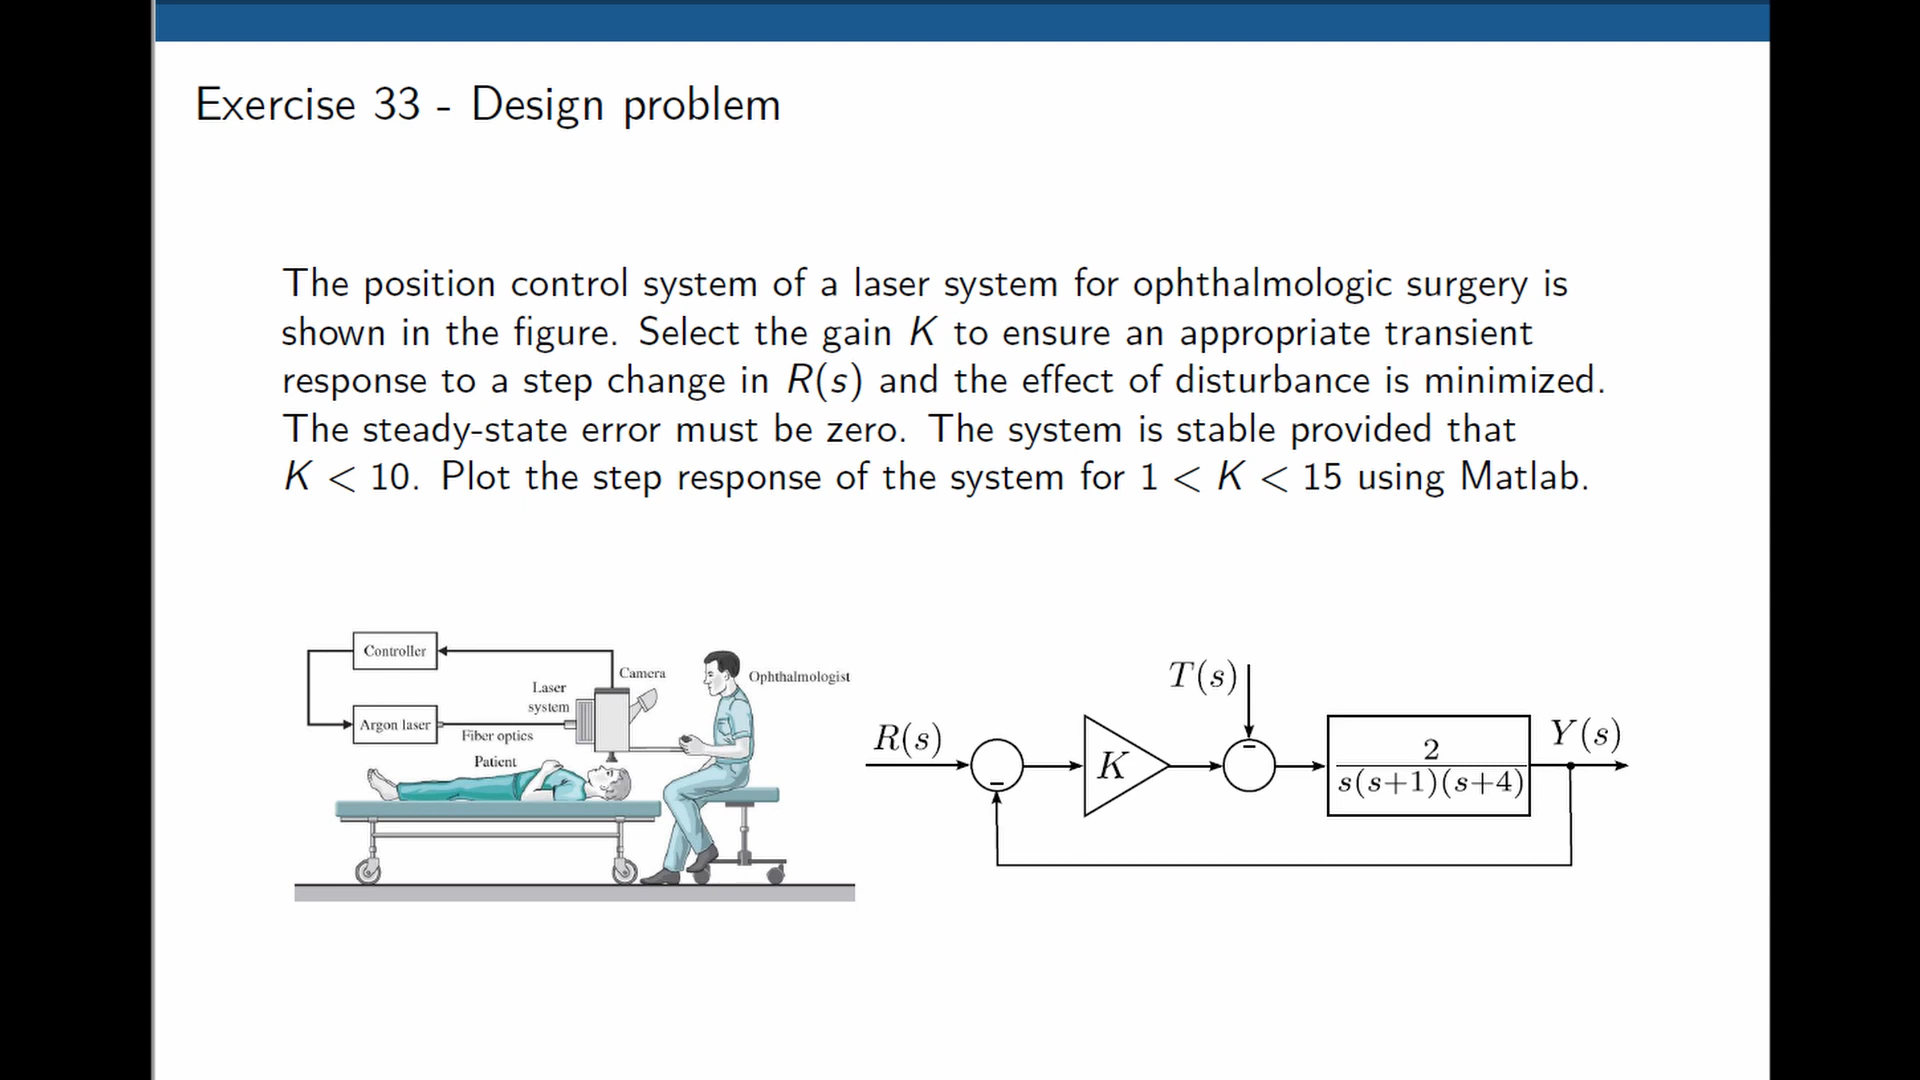 Exercise 33 - Design problem
The position control system of a laser system for ophthalmologic surgery is
shown in the figure. Select the gain K to ensure an appropriate transient
response to a step change in R(s) and the effect of disturbance is minimized.
The steady-state error must be zero. The system is stable provided that
K < 10. Plot the step response of the system for 1 < K < 15 using Matlab.
Controller
Camera
Ophthalmologist
Laser
system
Argon laser
Fiber optics
Patient
R(s)
-
K
T(s)
-
2
s(s+1)(s+4)
Y(s)